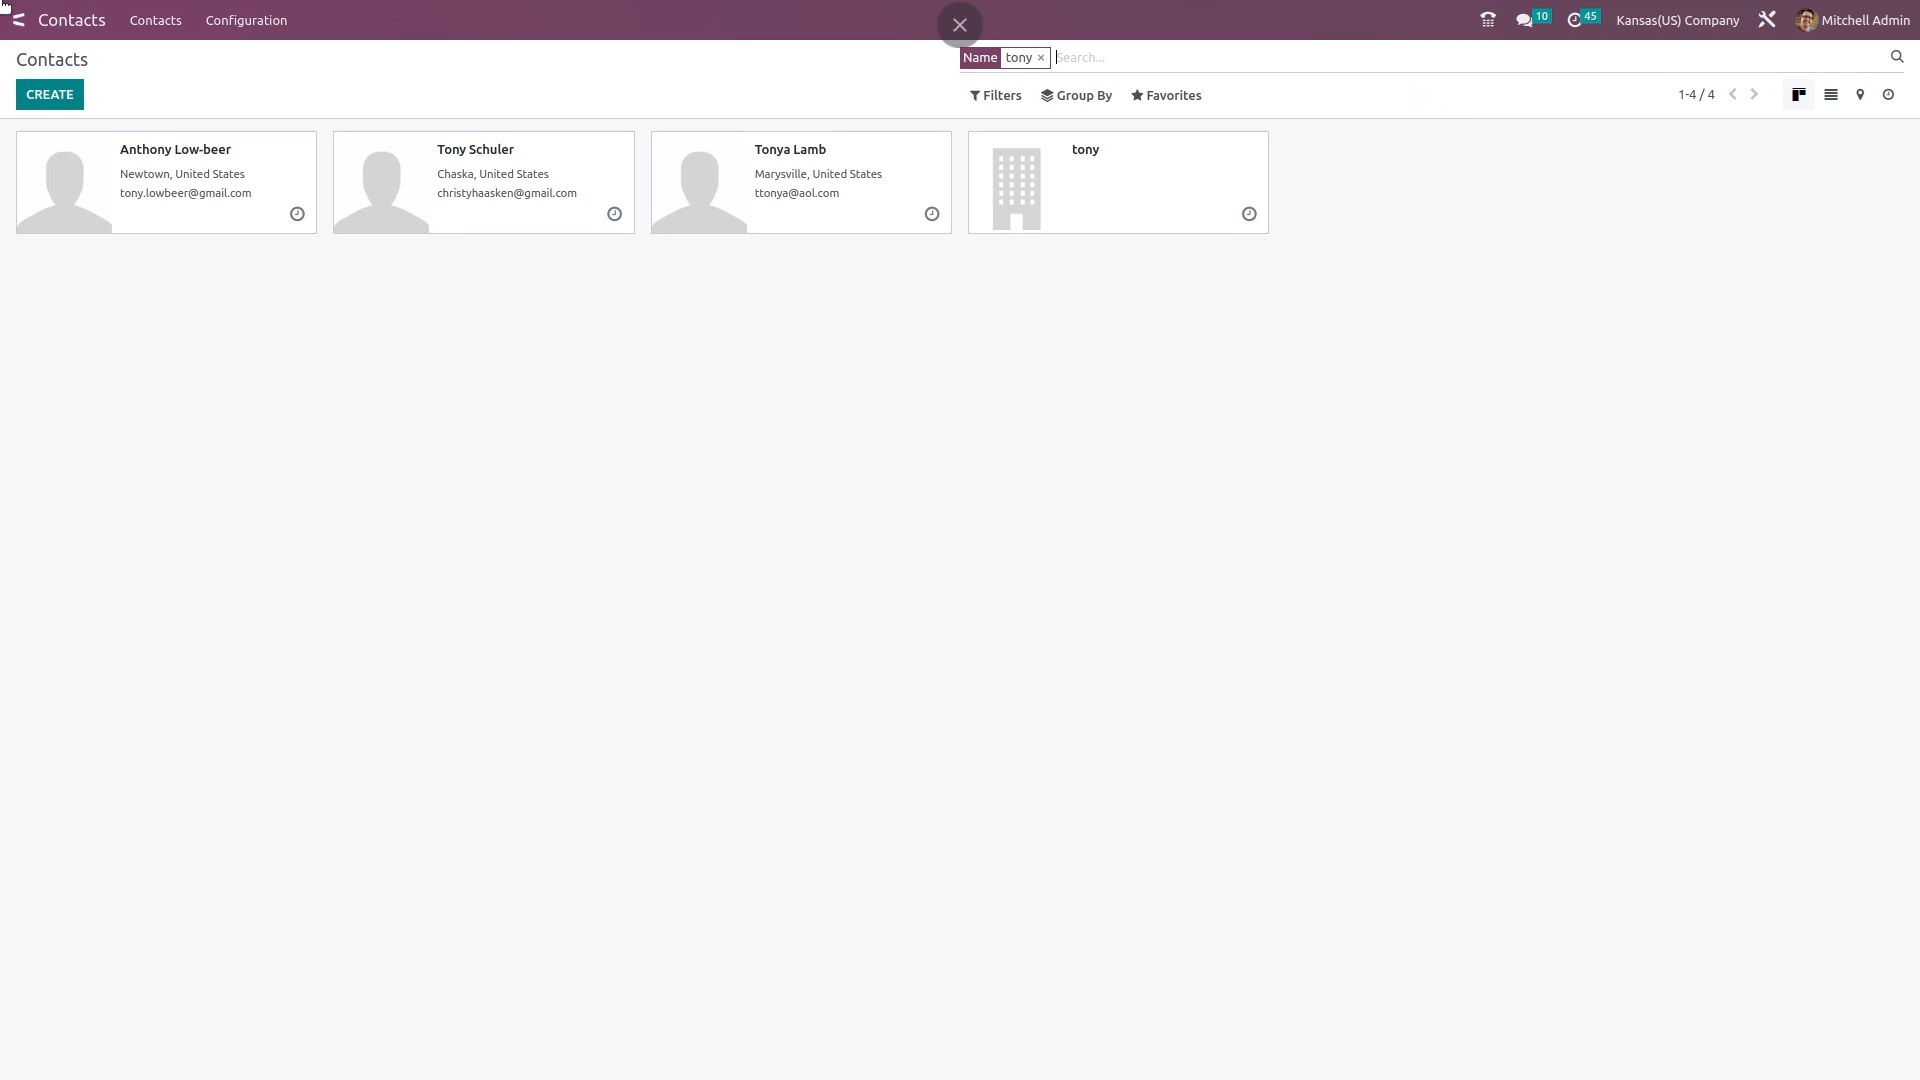 Contacts Contacts Configuration 10 45 Kansas(US) Company Mitchell Admin
Contacts
Name tony × Search...
CREATE
Filters Group By Favorites 1-4 / 4
Anthony Low-beer
Newtown, United States
tony.lowbeer@gmail.com
Tony Schuler
Chaska, United States
christyhaasken@gmail.com
Tonya Lamb
Marysville, United States
ttonya@aol.com
tony